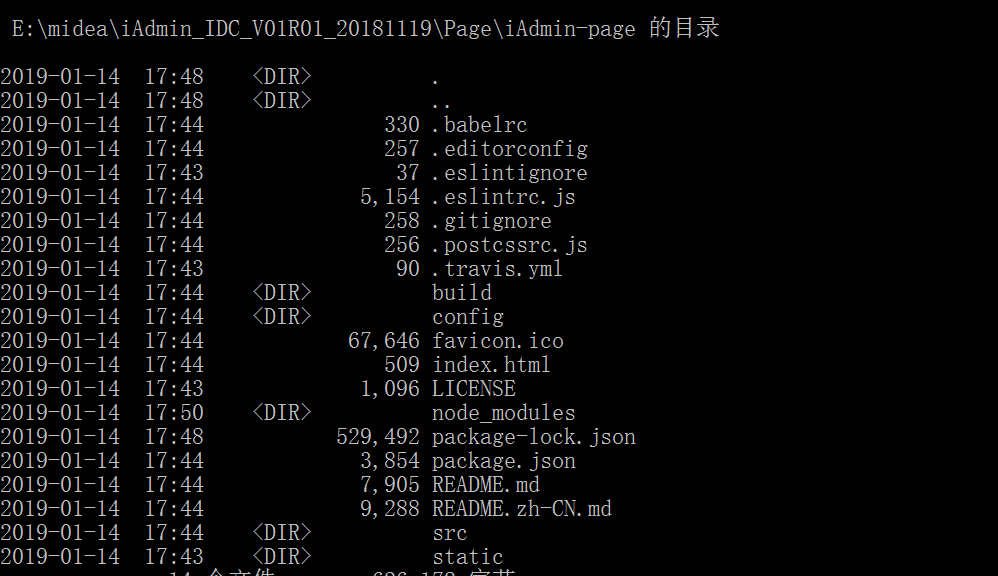 E:\midea\iAdmin_IDC_V01R01_20181119\Page\iAdmin-page 的目录
2019-01-14 17:48 <DIR> .
2019-01-14 17:48 <DIR> ..
2019-01-14 17:44 330 .babelrc
2019-01-14 17:44 257 .editorconfig
2019-01-14 17:43 37 .eslintignore
2019-01-14 17:44 5,154 .eslintrc.js
2019-01-14 17:44 258 .gitignore
2019-01-14 17:44 256 .postcssrc.js
2019-01-14 17:43 90 .travis.yml
2019-01-14 17:44 <DIR> build
2019-01-14 17:44 <DIR> config
2019-01-14 17:44 67,646 favicon.ico
2019-01-14 17:44 509 index.html
2019-01-14 17:43 1,096 LICENSE
2019-01-14 17:50 <DIR> node_modules
2019-01-14 17:48 529,492 package-lock.json
2019-01-14 17:44 3,854 package.json
2019-01-14 17:44 7,905 README.md
2019-01-14 17:44 9,288 README.zh-CN.md
2019-01-14 17:44 <DIR> src
2019-01-14 17:43 <DIR> static
14 个文件 626,172 字节